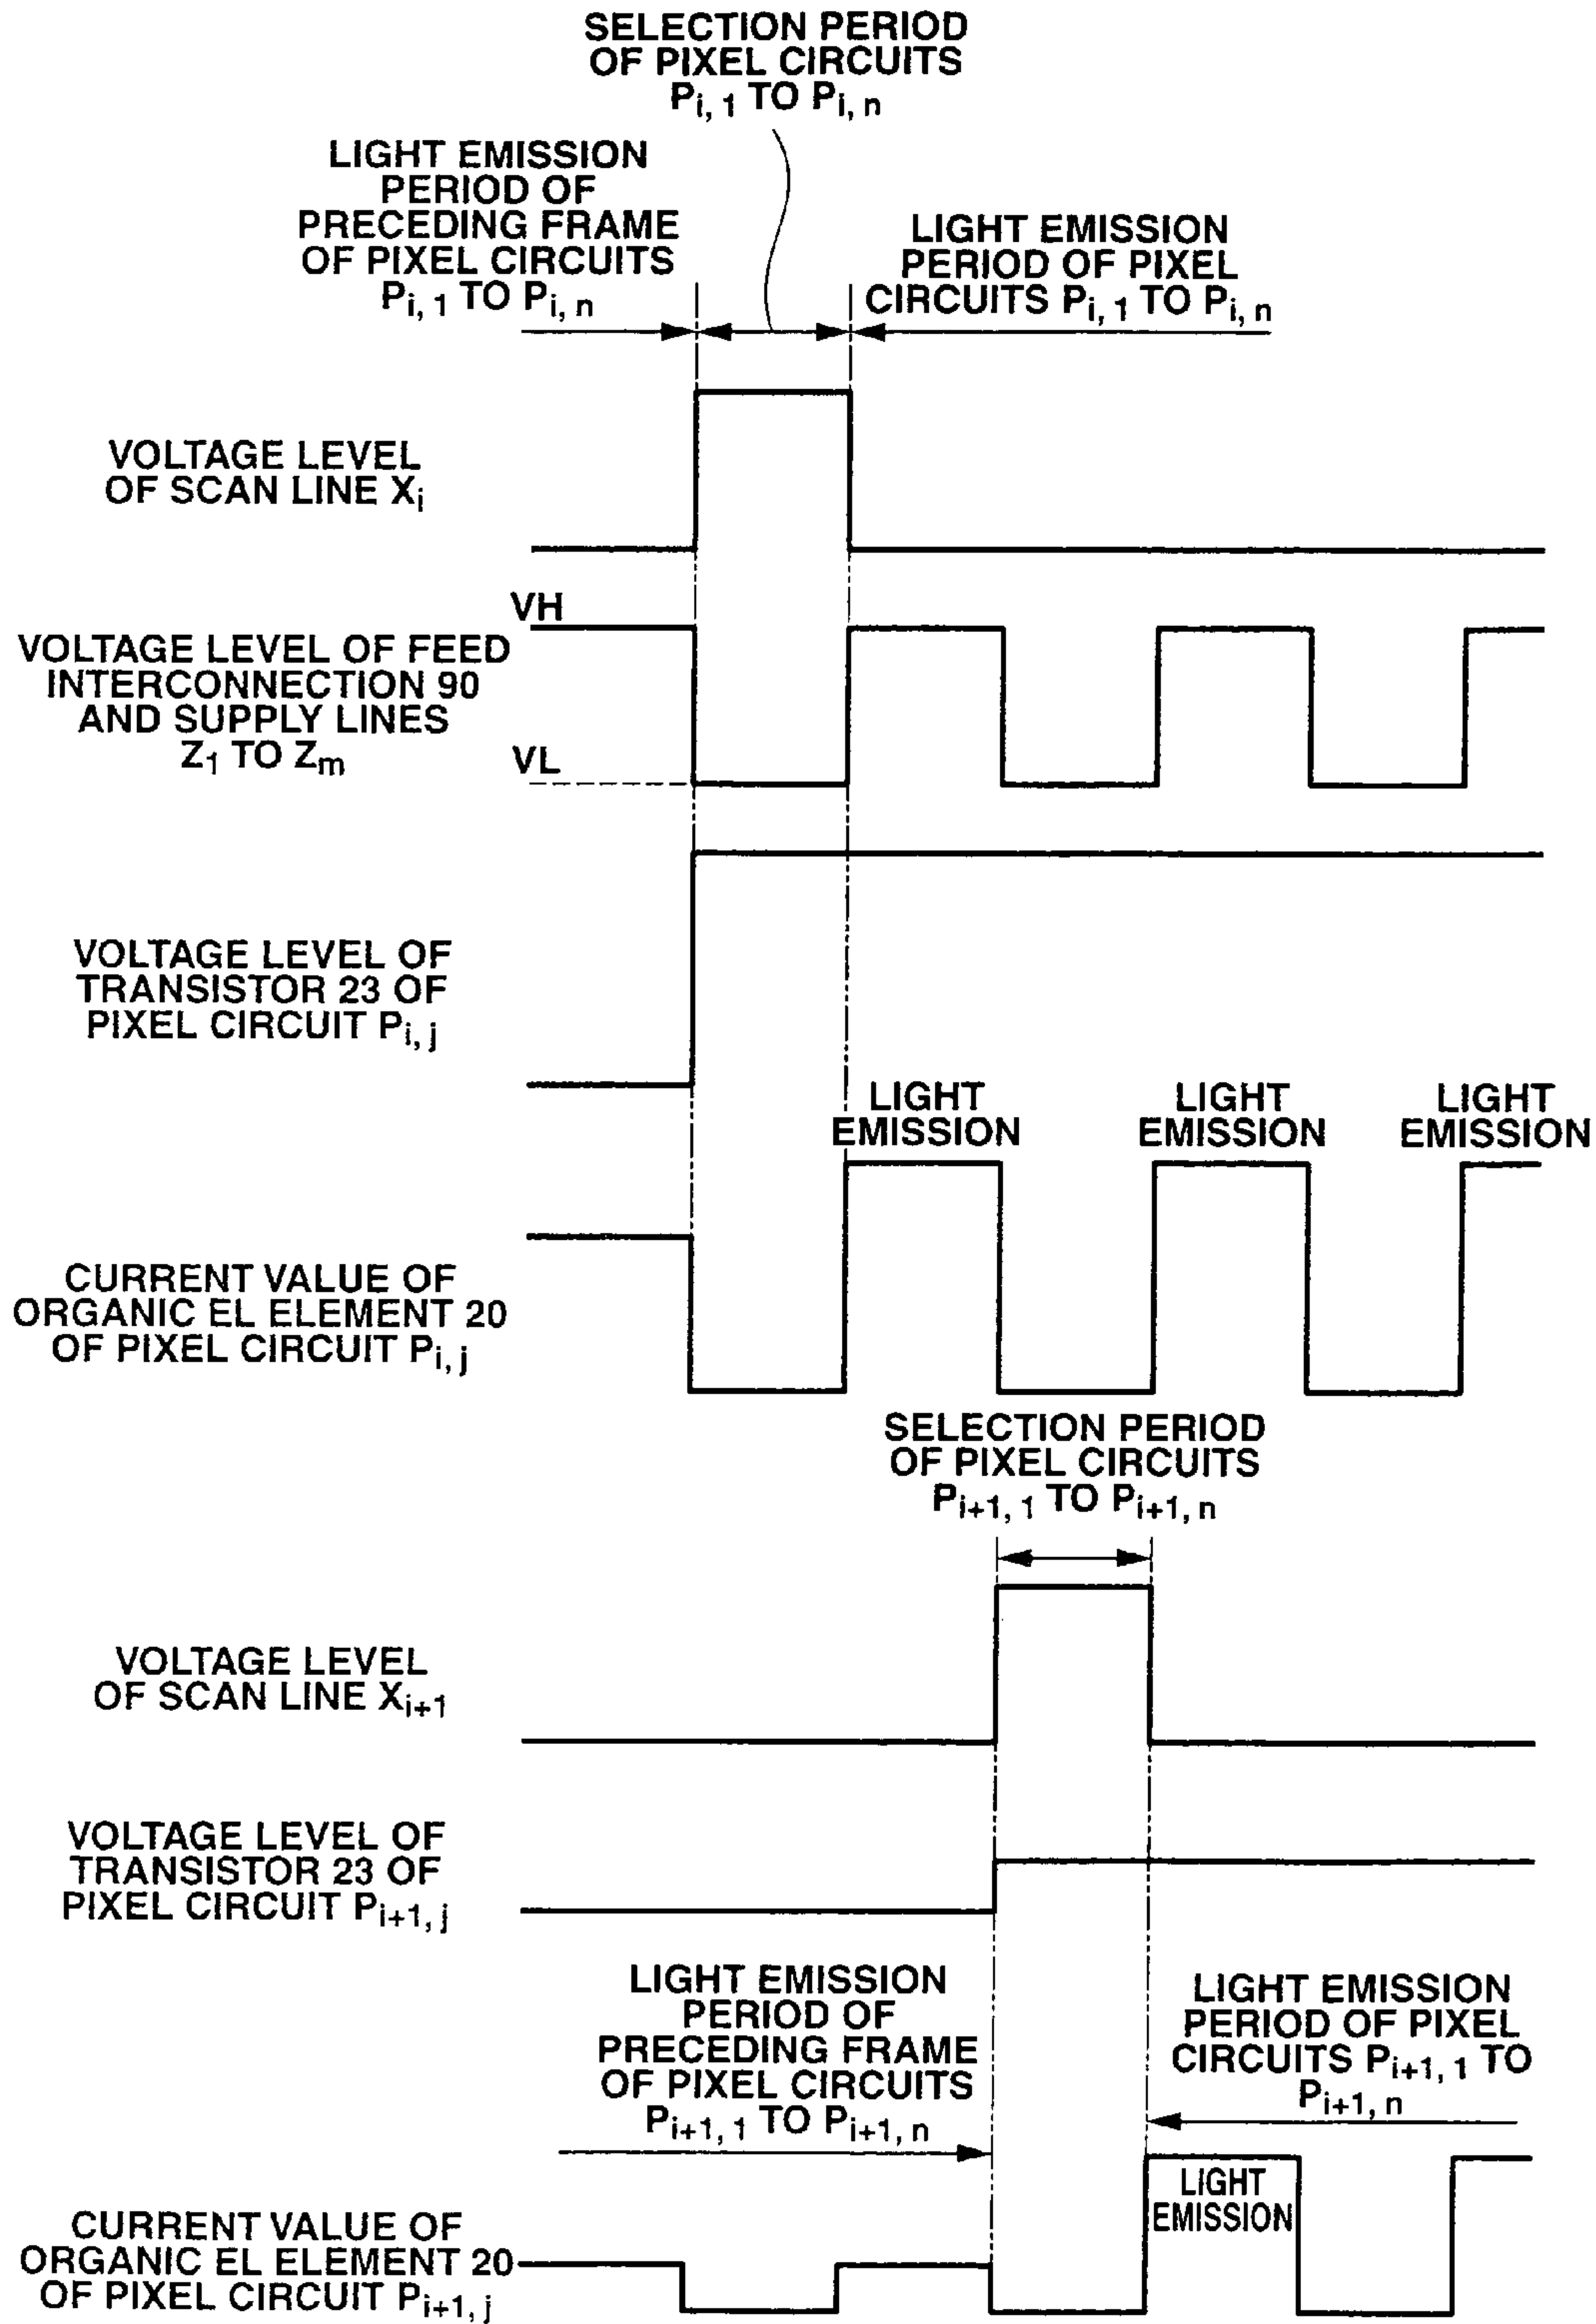 SELECTION PERIOD
OF PIXEL CIRCUITS
Pi, 1 TO Pi, n
LIGHT EMISSION
PERIOD OF
PRECEDING FRAME
OF PIXEL CIRCUITS
Pi, 1 TO Pi, n
LIGHT EMISSION
PERIOD OF PIXEL
CIRCUITS Pi, 1 TO Pi, n
VOLTAGE LEVEL
OF SCAN LINE Xi
VH
VOLTAGE LEVEL OF FEED
INTERCONNECTION 90
AND SUPPLY LINES
Z1 TO Zm
VL
VOLTAGE LEVEL OF
TRANSISTOR 23 OF
PIXEL CIRCUIT Pi, j
LIGHT
EMISSION
LIGHT
EMISSION
LIGHT
EMISSION
CURRENT VALUE OF
ORGANIC EL ELEMENT 20
OF PIXEL CIRCUIT Pi, j
SELECTION PERIOD
OF PIXEL CIRCUITS
Pi+1, 1 TO Pi+1, n
VOLTAGE LEVEL
OF SCAN LINE Xi+1
VOLTAGE LEVEL OF
TRANSISTOR 23 OF
PIXEL CIRCUIT Pi+1, j
LIGHT EMISSION
PERIOD OF
PRECEDING FRAME
OF PIXEL CIRCUITS
Pi+1, 1 TO Pi+1, n
LIGHT EMISSION
PERIOD OF PIXEL
CIRCUITS Pi+1, 1 TO
Pi+1, n
LIGHT
EMISSION
CURRENT VALUE OF
ORGANIC EL ELEMENT 20
OF PIXEL CIRCUIT Pi+1, j